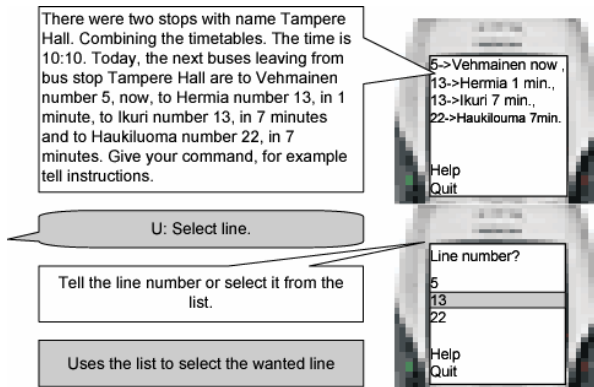 There were two stops with name Tampere
Hall. Combining the timetables. The time is
10:10. Today, the next buses leaving from
bus stop Tampere Hall are to Vehmainen
number 5, now, to Hermia number 13, in 1
minute, to Ikuri number 13, in 7 minutes
and to Haukiluoma number 22, in 7
minutes. Give your command, for example
tell instructions.
5->Vehmainen now ,
13->Hermia 1 min.,
13->Ikuri 7 min.,
22->Haukilouma 7min.
Help
Quit
U: Select line.
Tell the line number or select it from the
list.
Uses the list to select the wanted line
Line number?
5
13
22
Help
Quit